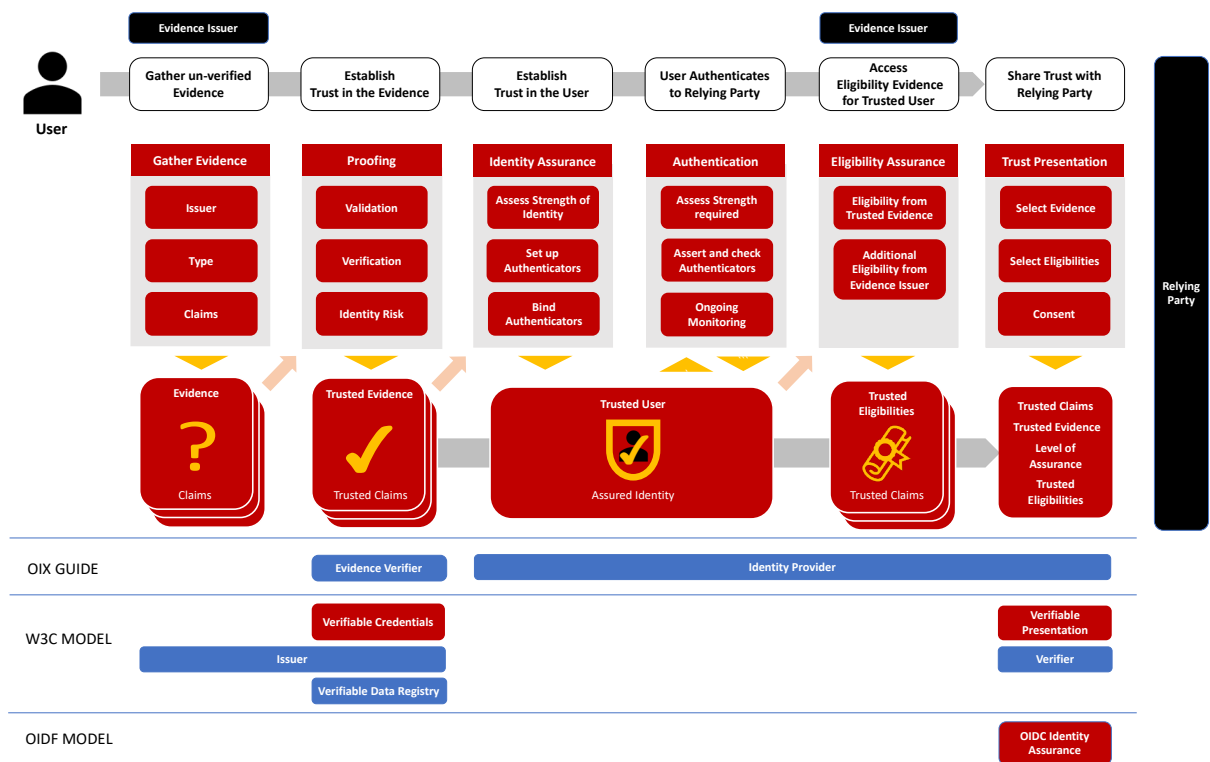 Evidence Issuer
Evidence Issuer
User
Gather un-verified
Evidence
Establish
Trust in the Evidence
Establish
Trust in the User
User Authenticates
to Relying Party
Access
Eligibility Evidence
for Trusted User
Share Trust with
Relying Party
Relying
Party
Gather Evidence
Issuer
Type
Claims
Proofing
Validation
Verification
Identity Risk
Identity Assurance
Assess Strength of
Identity
Set up
Authenticators
Bind
Authenticators
Authentication
Assess Strength
required
Assert and check
Authenticators
Ongoing
Monitoring
Eligibility Assurance
Eligibility from
Trusted Evidence
Additional
Eligibility from
Evidence Issuer
Trust Presentation
Select Evidence
Select Eligibilities
Consent
Evidence
?
Claims
Trusted Evidence
Trusted Claims
Trusted User
Assured Identity
Trusted
Eligibilities
Trusted Claims
Trusted Claims
Trusted Evidence
Level of
Assurance
Trusted
Eligibilities
OIX GUIDE
Evidence Verifier
Identity Provider
W3C MODEL
Verifiable Credentials
Verifiable
Presentation
Issuer
Verifier
Verifiable Data Registry
OIDF MODEL
OIDC Identity
Assurance